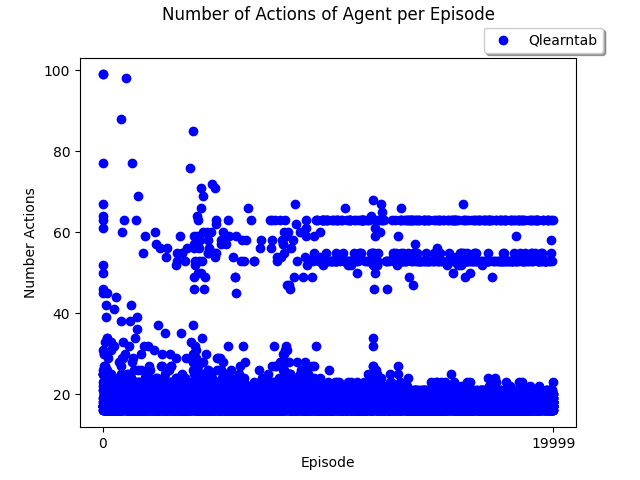 Number of Actions of Agent per Episode
Qlearntab
100
80
60
40
20
Number Actions
0
19999
Episode